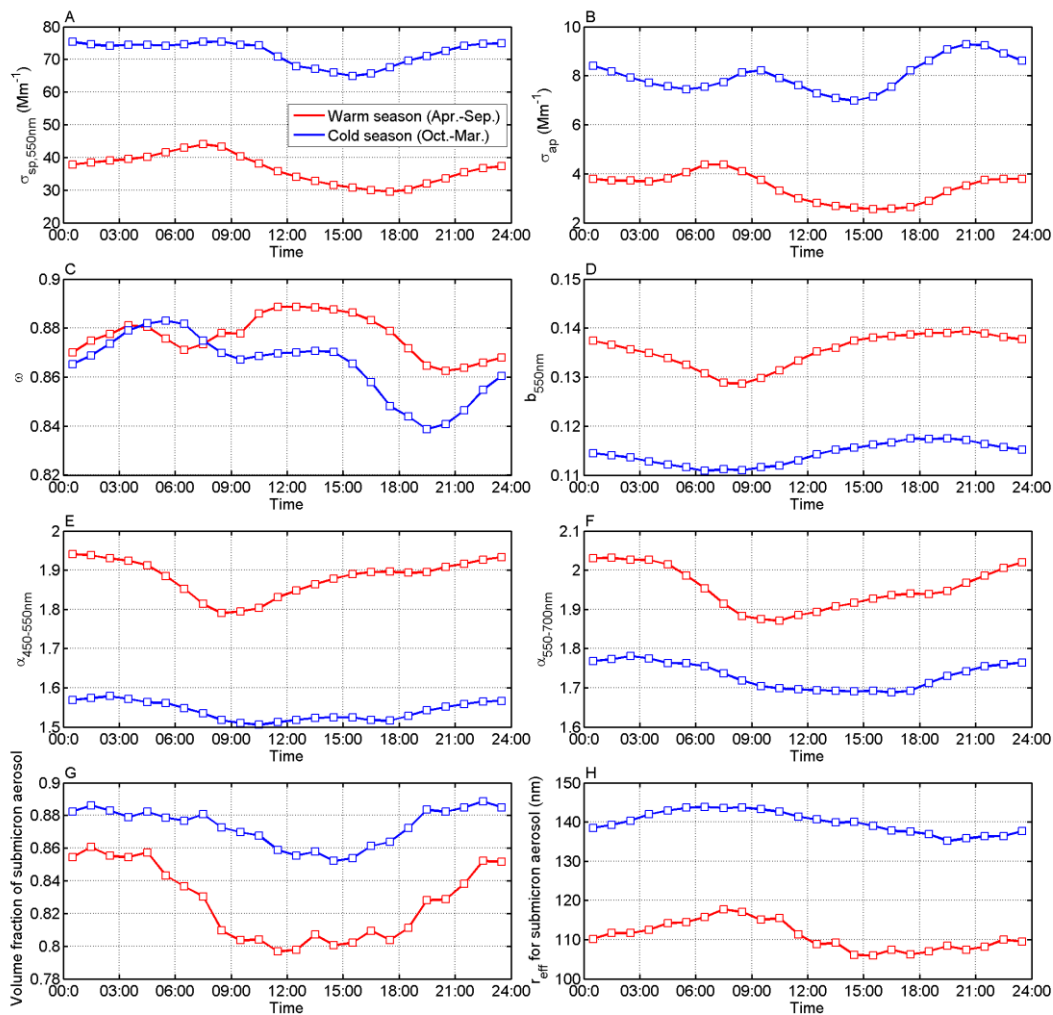 A
σsp,550nm (Mm-1)
80
70
60
50
40
30
20
Warm season (Apr.-Sep.)
Cold season (Oct.-Mar.)
00:0 03:00 06:00 09:00 12:00 15:00 18:00 21:00 24:00
Time
B
σap (Mm-1)
10
8
6
4
2
00:0 03:00 06:00 09:00 12:00 15:00 18:00 21:00 24:00
Time
C
ω
0.9
0.88
0.86
0.84
0.82
00:0 03:00 06:00 09:00 12:00 15:00 18:00 21:00 24:00
Time
D
b550nm
0.15
0.14
0.13
0.12
0.11
00:0 03:00 06:00 09:00 12:00 15:00 18:00 21:00 24:00
Time
E
α450-550nm
2
1.9
1.8
1.7
1.6
1.5
00:0 03:00 06:00 09:00 12:00 15:00 18:00 21:00 24:00
Time
F
α550-700nm
2.1
2
1.9
1.8
1.7
1.6
00:0 03:00 06:00 09:00 12:00 15:00 18:00 21:00 24:00
Time
G
Volume fraction of submicron aerosol
0.9
0.88
0.86
0.84
0.82
0.8
0.78
00:0 03:00 06:00 09:00 12:00 15:00 18:00 21:00 24:00
Time
H
reff for submicron aerosol (nm)
150
140
130
120
110
100
00:0 03:00 06:00 09:00 12:00 15:00 18:00 21:00 24:00
Time